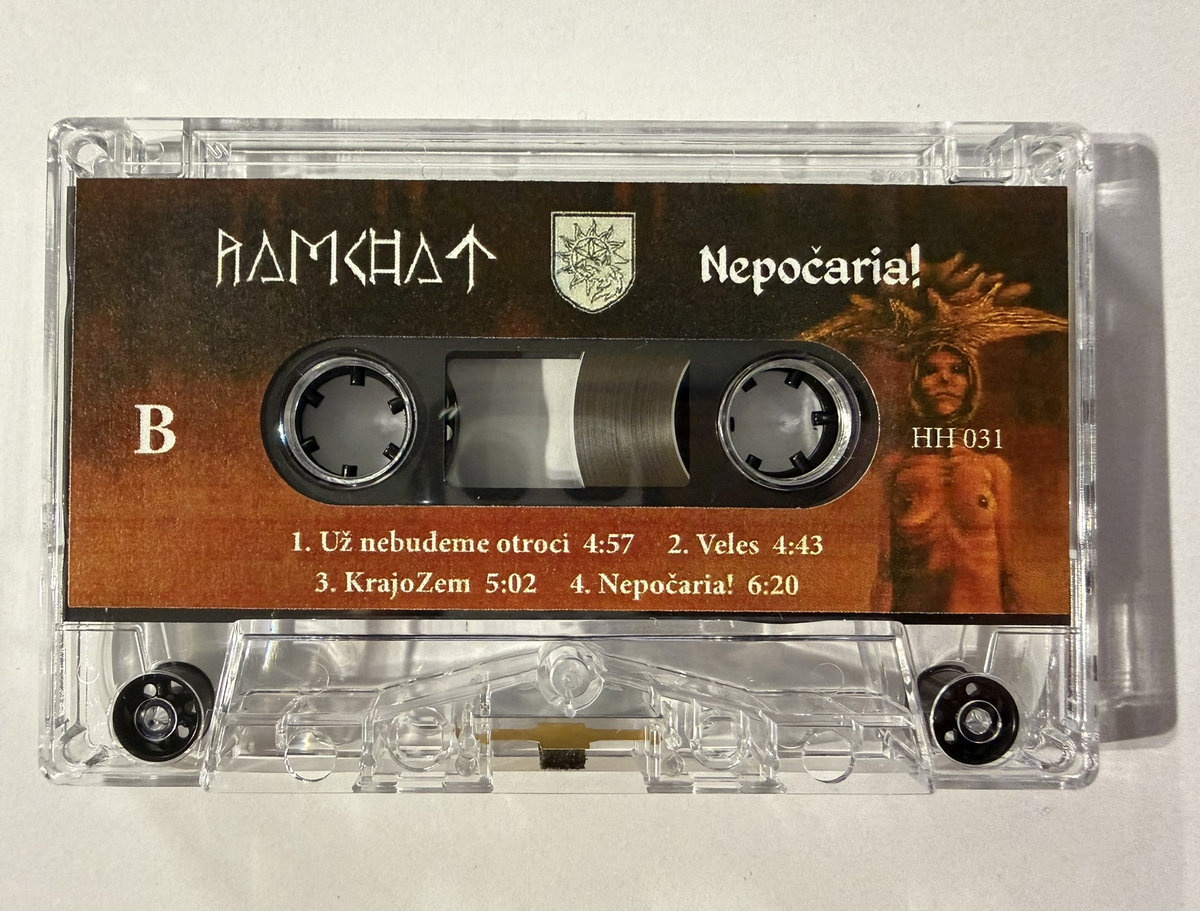 RAMCHAT
Nepočaria!
B
HH 031
1. Už nebudeme otroci 4:57 2. Veles 4:43
3. KrajoZem 5:02 4. Nepočaria! 6:20